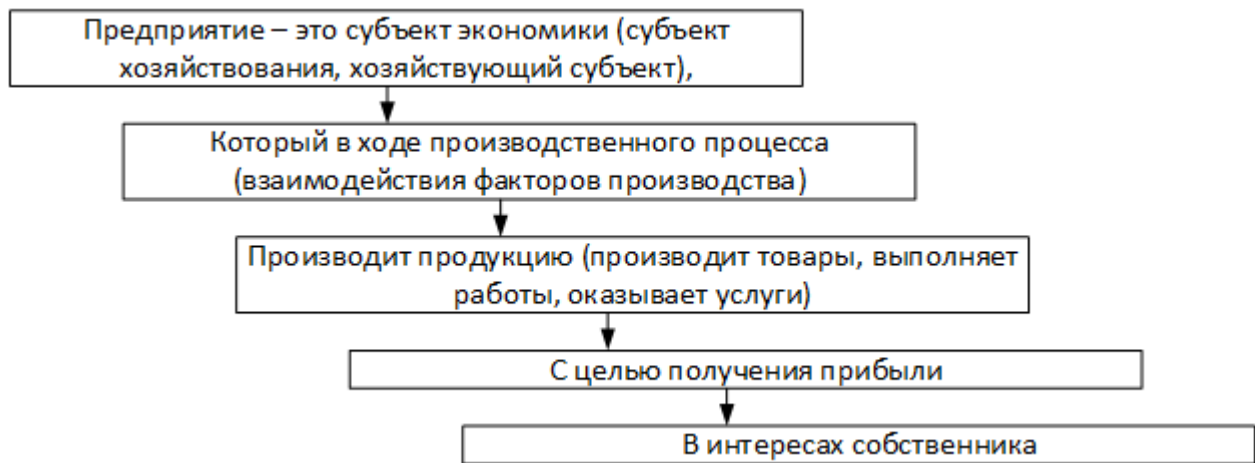 Предприятие – это субъект экономики (субъект
хозяйствования, хозяйствующий субъект),
Который в ходе производственного процесса
(взаимодействия факторов производства)
Производит продукцию (производит товары, выполняет
работы, оказывает услуги)
С целью получения прибыли
В интересах собственника